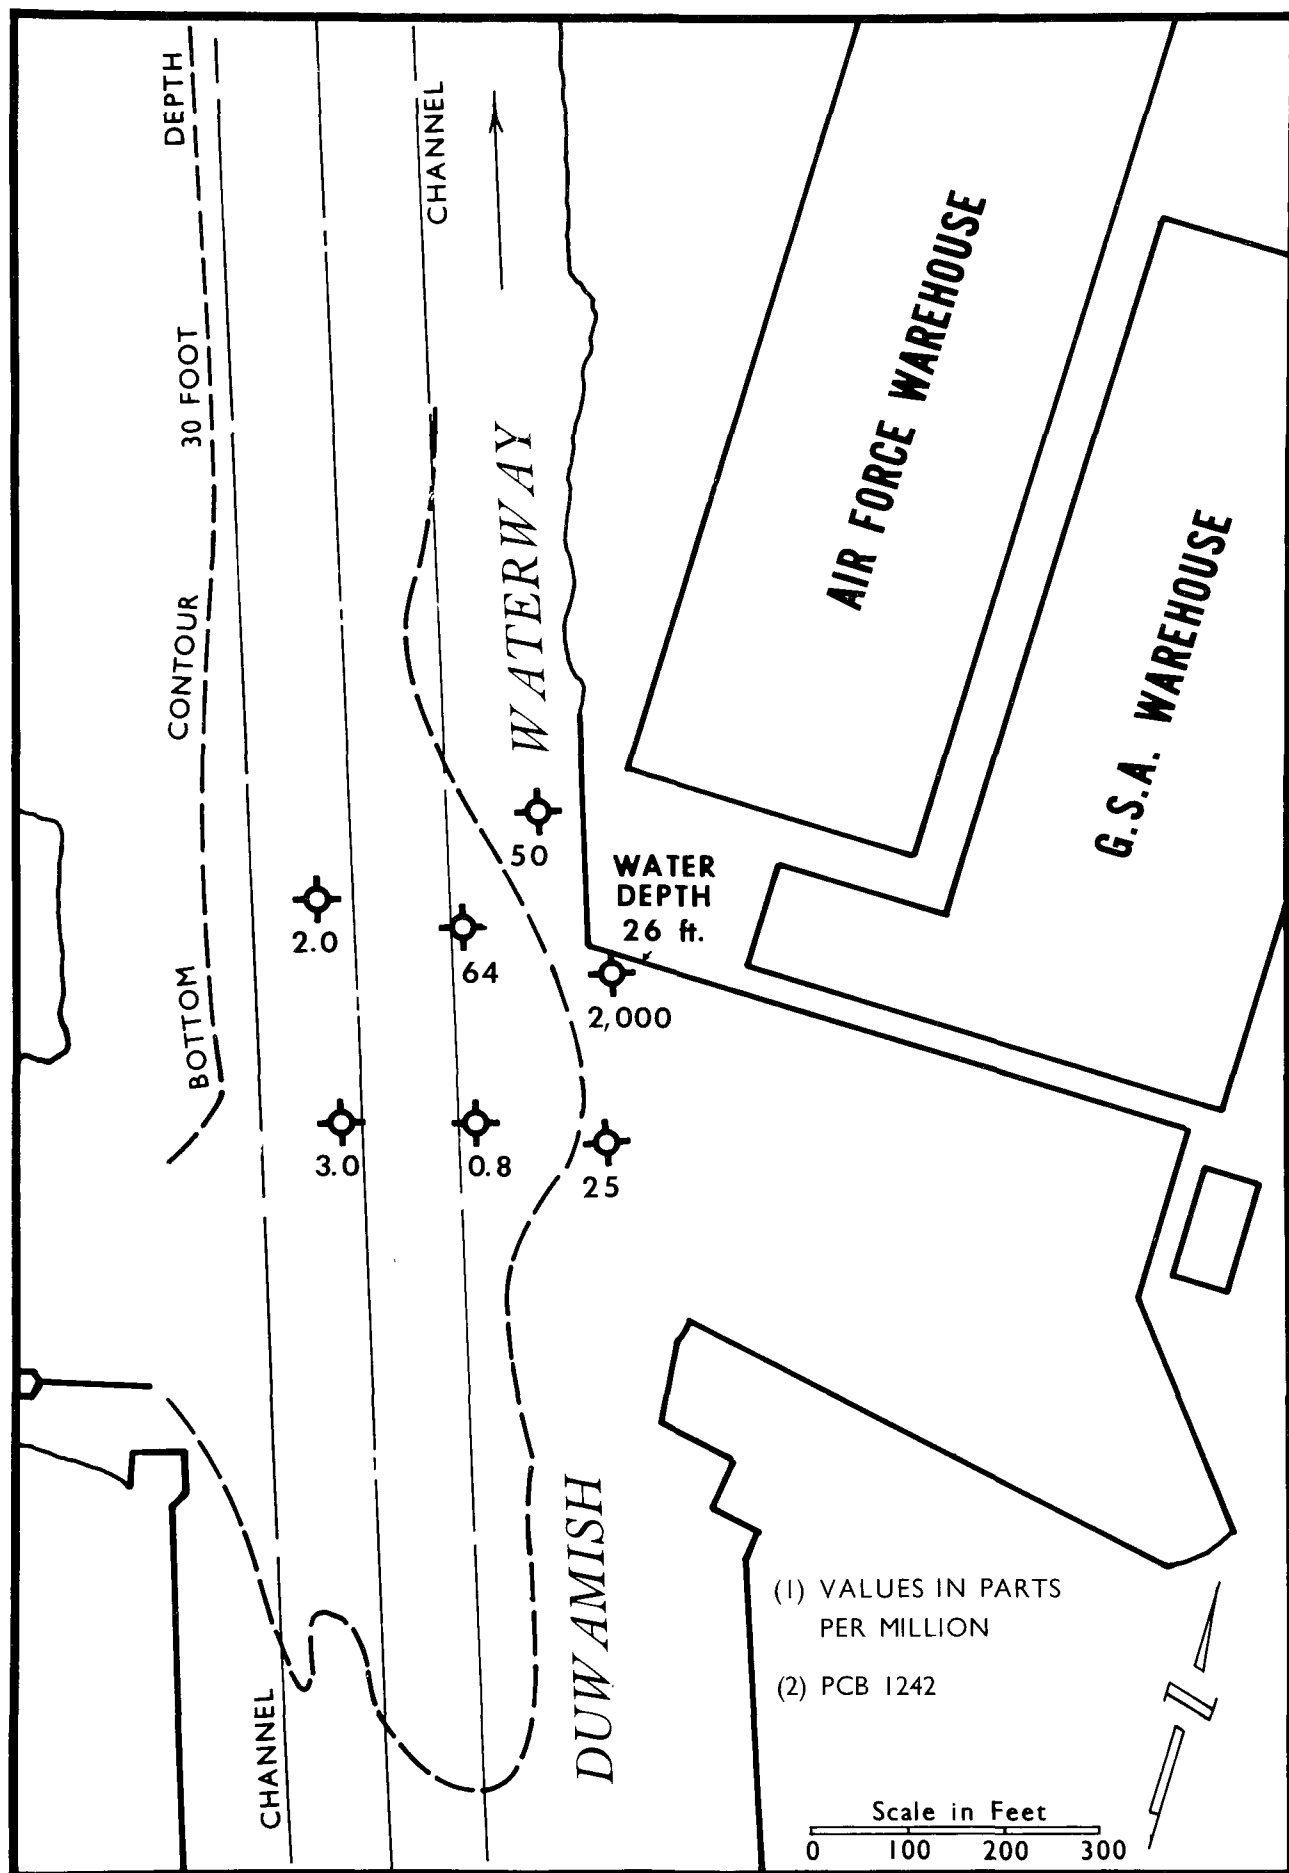 DEPTH
30 FOOT
CONTOUR
BOTTOM
CHANNEL
WATERWAY
AIR FORCE WAREHOUSE
G.S.A. WAREHOUSE
50
WATER
DEPTH
26 ft.
2.0
64
2,000
3.0
0.8
25
DUWAMISH
CHANNEL
(1) VALUES IN PARTS
PER MILLION
(2) PCB 1242
Scale in Feet
0 100 200 300